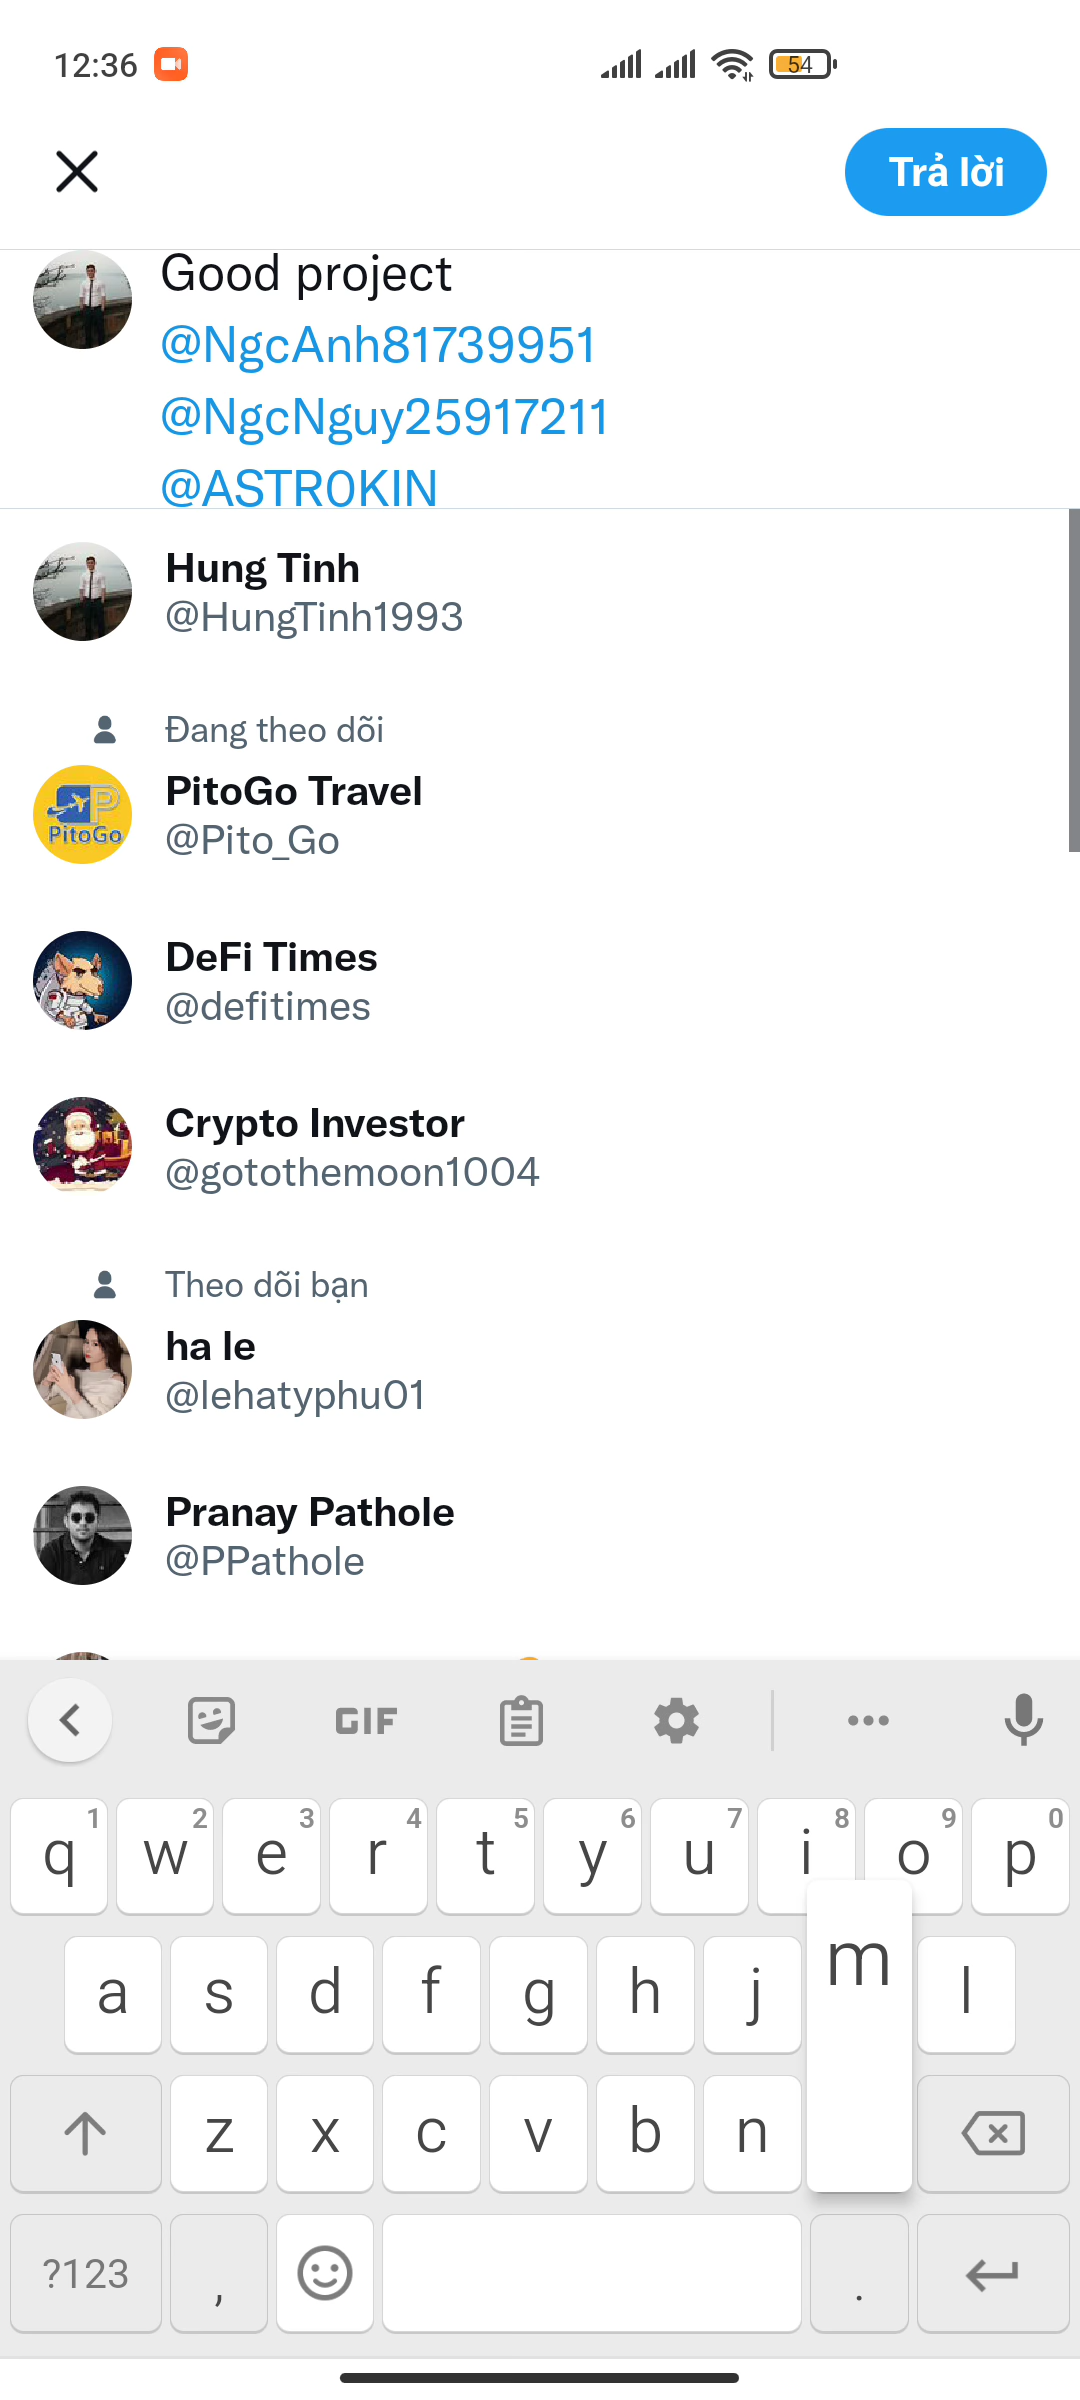 12:36
54
Trả lời
Good project
@NgcAnh81739951
@NgcNguy25917211
@ASTR0KIN
Hung Tinh
@HungTinh1993
Đang theo dõi
PitoGo Travel
@Pito_Go
PitoGo
DeFi Times
@defitimes
Crypto Investor
@gotothemoon1004
Theo dõi bạn
ha le
@lehatyphu01
Pranay Pathole
@PPathole
GIF
1 2 3 4 5 6 7 8 9 0
q w e r t y u i o p
a s d f g h j l
m
z x c v b n
?123 , .